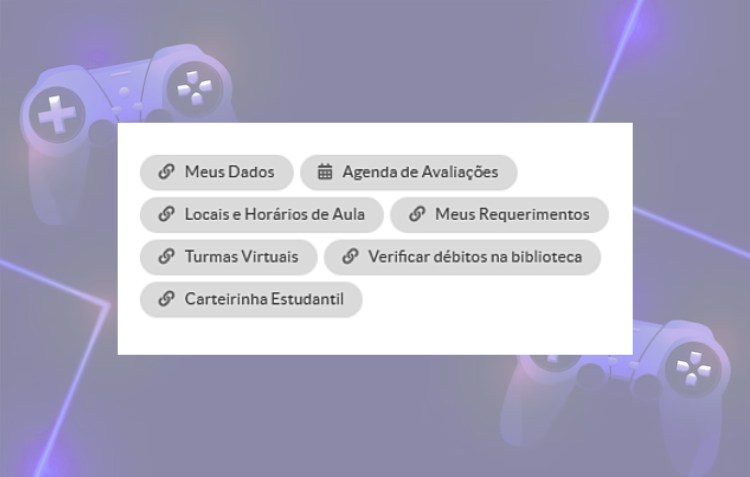 Meus Dados
Agenda de Avaliações
Locais e Horários de Aula
Meus Requerimentos
Turmas Virtuais
Verificar débitos na biblioteca
Carteirinha Estudantil